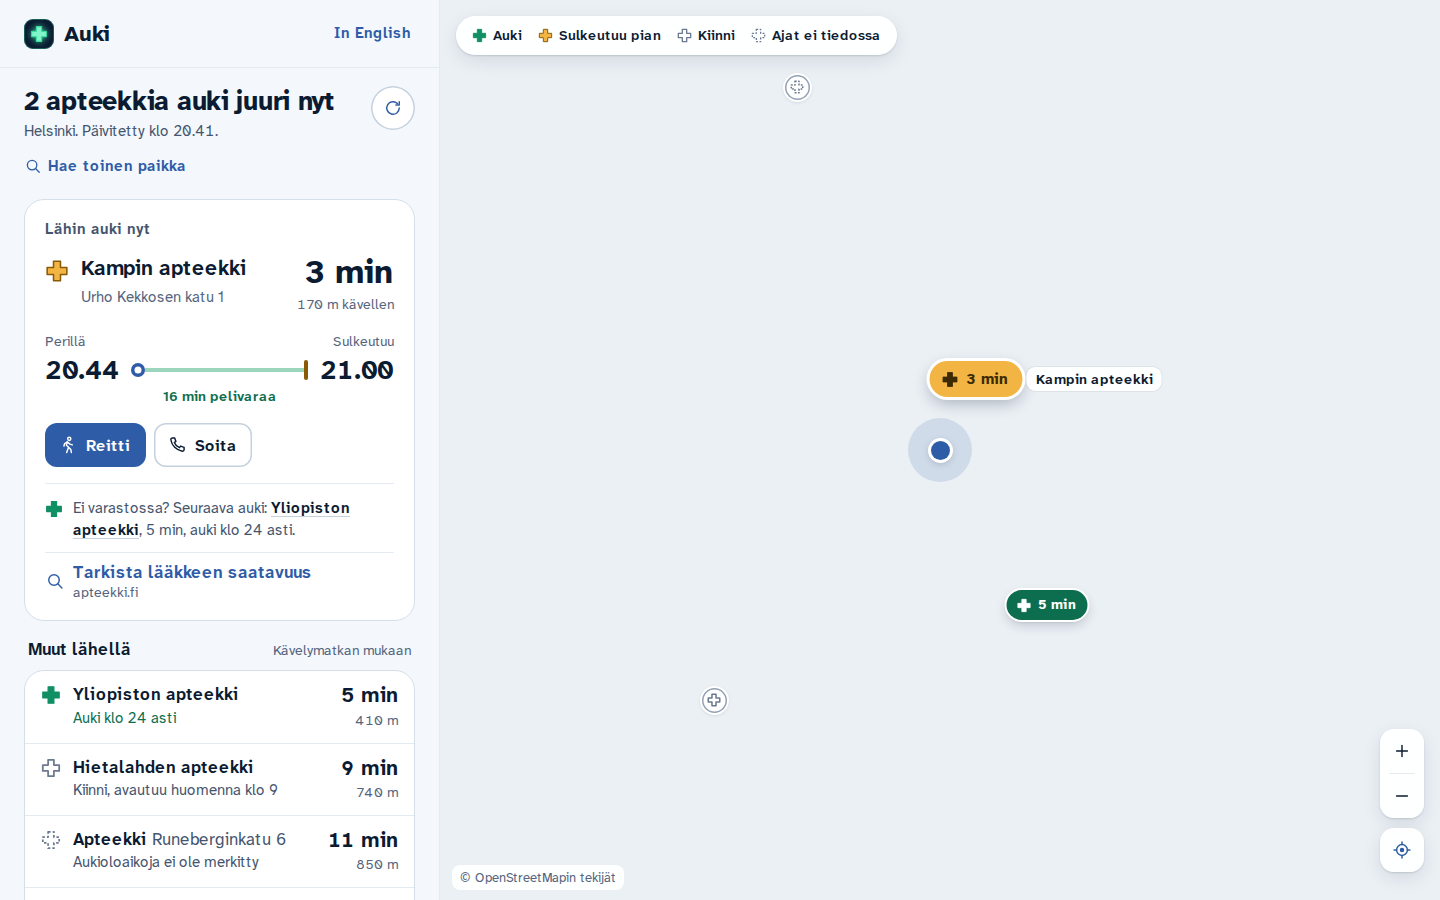 Auki
In English
2 apteekkia auki juuri nyt
Helsinki. Päivitetty klo 20.41.
Hae toinen paikka
Lähin auki nyt
Kampin apteekki
3 min
Urho Kekkosen katu 1
170 m kävellen
Perillä
Sulkeutuu
20.44
21.00
16 min pelivaraa
Reitti
Soita
Ei varastossa? Seuraava auki: Yliopiston
apteekki, 5 min, auki klo 24 asti.
Tarkista lääkkeen saatavuus
apteekki.fi
Muut lähellä
Kävelymatkan mukaan
Yliopiston apteekki
5 min
Auki klo 24 asti
410 m
Hietalahden apteekki
9 min
Kiinni, avautuu huomenna klo 9
740 m
Apteekki Runeberginkatu 6
11 min
Aukioloaikoja ei ole merkitty
850 m
Auki
Sulkeutuu pian
Kiinni
Ajat ei tiedossa
3 min
Kampin apteekki
5 min
+
−
© OpenStreetMapin tekijät